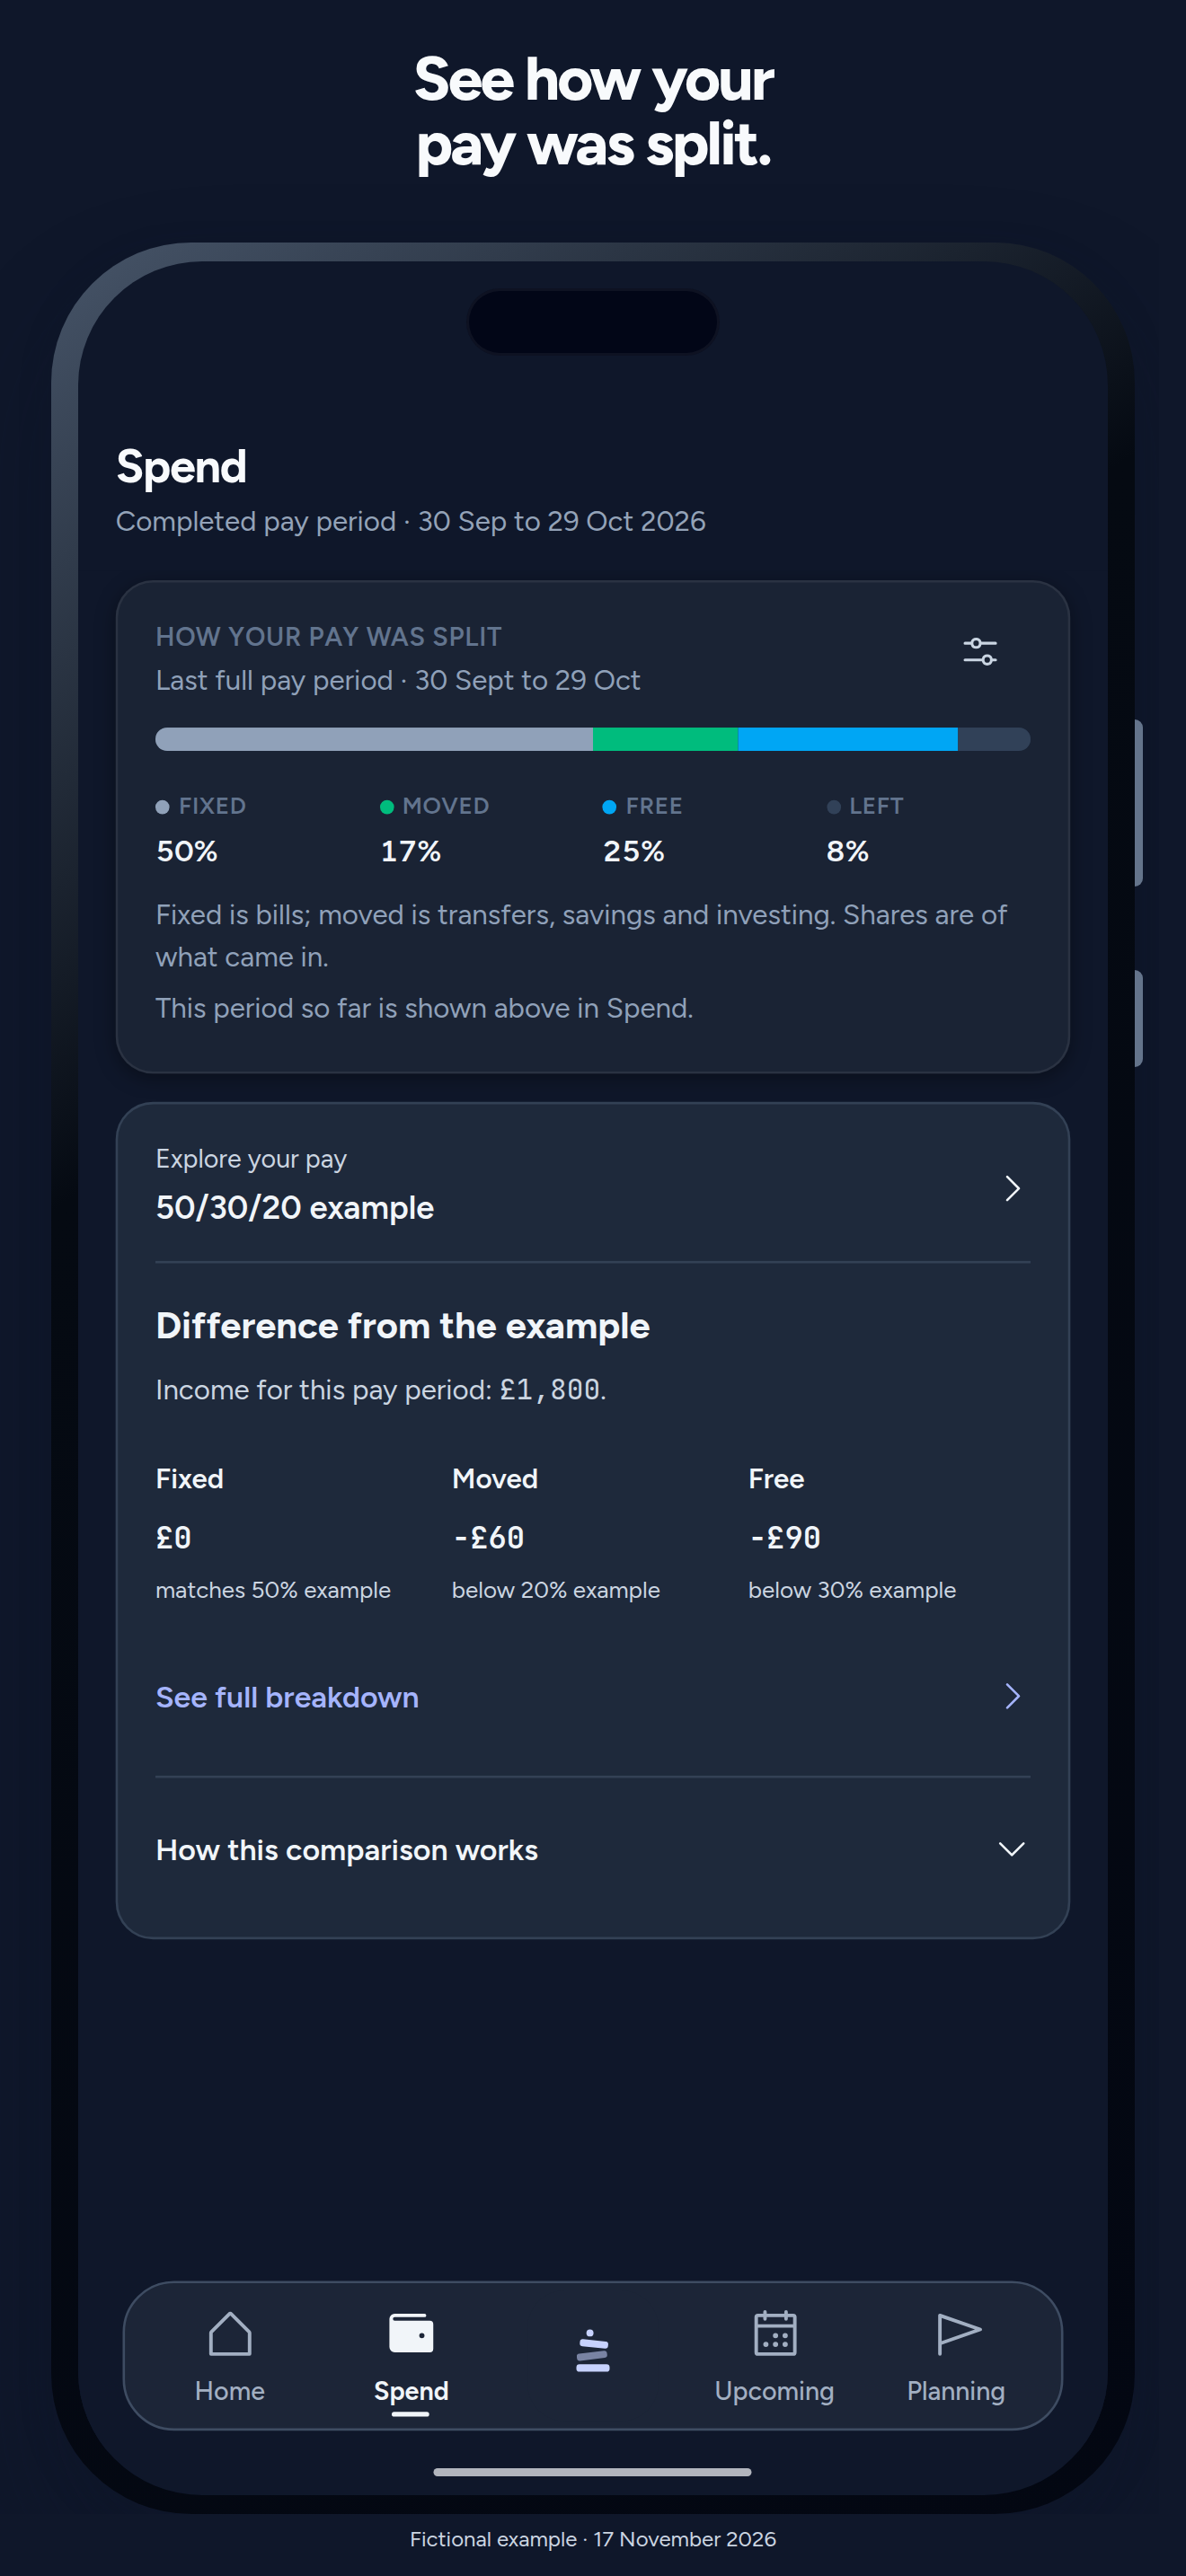 See how your
pay was split.
Spend
Completed pay period · 30 Sep to 29 Oct 2026
HOW YOUR PAY WAS SPLIT
Last full pay period · 30 Sept to 29 Oct
FIXED MOVED FREE LEFT
50% 17% 25% 8%
Fixed is bills; moved is transfers, savings and investing. Shares are of
what came in.
This period so far is shown above in Spend.
Explore your pay
50/30/20 example
Difference from the example
Income for this pay period: £1,800.
Fixed Moved Free
£0 -£60 -£90
matches 50% example below 20% example below 30% example
See full breakdown
How this comparison works
Home Spend Upcoming Planning
Fictional example · 17 November 2026